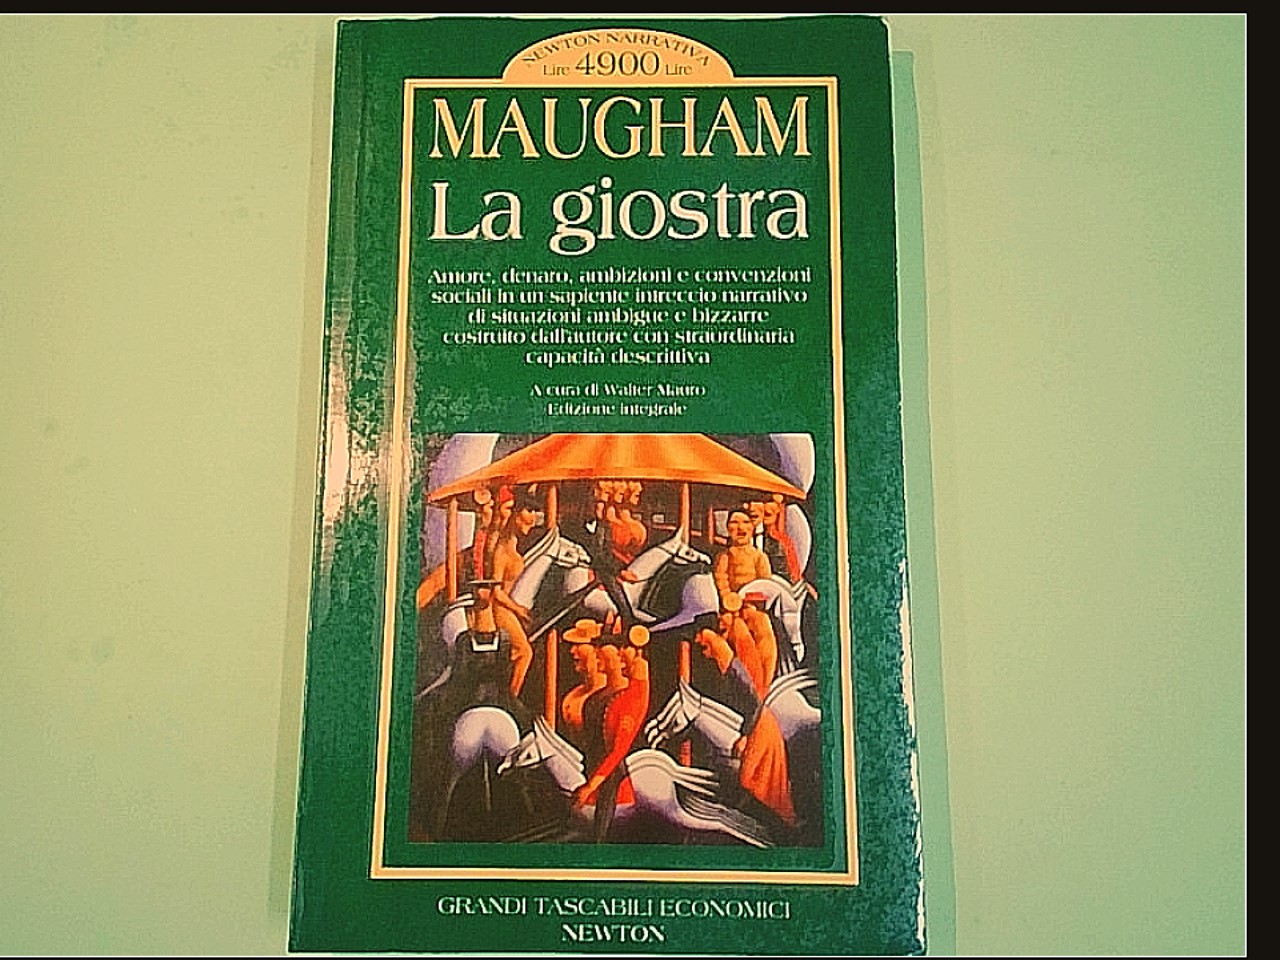 NEWTON NARRATIVA
Lire 4900 Lire
MAUGHAM
La giostra
Amore, denaro, ambizioni e convenzioni
sociali in un sapiente intreccio narrativo
di situazioni ambigue e bizzarre
costruito dall'autore con straordinaria
capacità descrittiva
A cura di Walter Mauro
Edizione integrale
GRANDI TASCABILI ECONOMICI
NEWTON